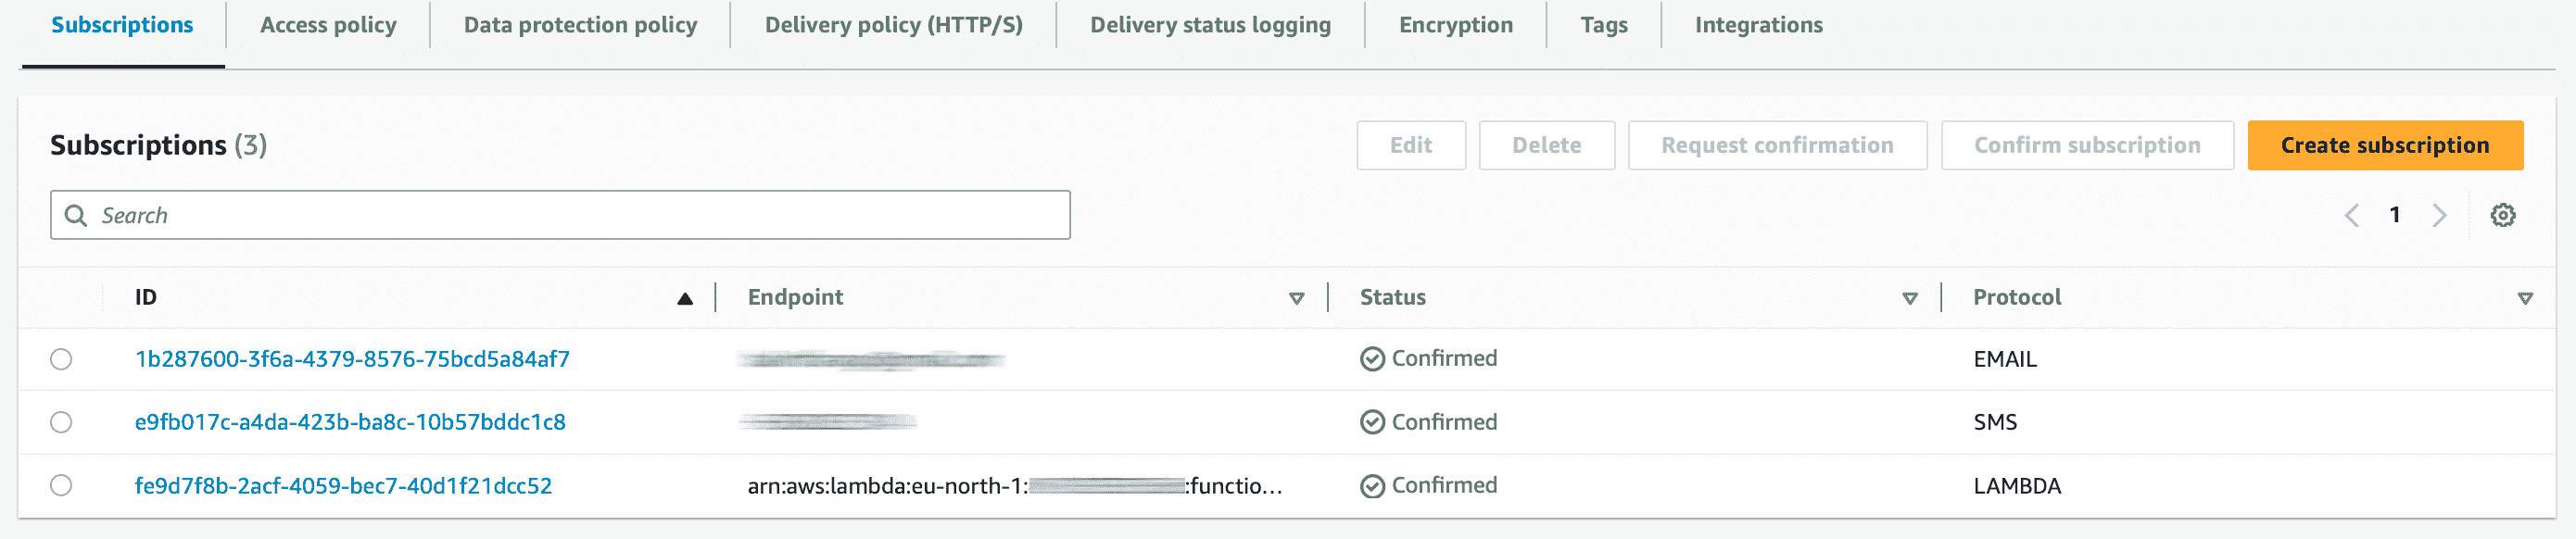 Subscriptions Access policy Data protection policy Delivery policy (HTTP/S) Delivery status logging Encryption Tags Integrations
Subscriptions (3) Edit Delete Request confirmation Confirm subscription Create subscription
Search 1
ID Endpoint Status Protocol
1b287600-3f6a-4379-8576-75bcd5a84af7 Confirmed EMAIL
e9fb017c-a4da-423b-ba8c-10b57bddc1c8 Confirmed SMS
fe9d7f8b-2acf-4059-bec7-40d1f21dcc52 arn:aws:lambda:eu-north-1: :functio... Confirmed LAMBDA